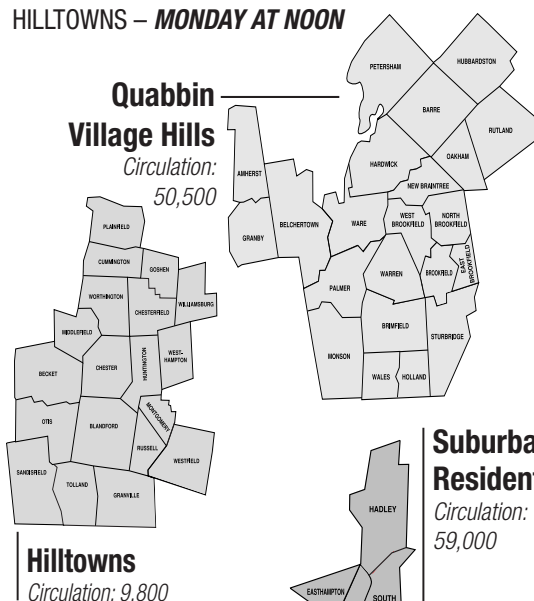 HILLTOWNS – MONDAY AT NOON
Quabbin
Village Hills
Circulation:
50,500
PETERSHAM
HUBBARDSTON
BARRE
RUTLAND
HARDWICK
OAKHAM
NEW BRAINTREE
AMHERST
BELCHERTOWN
GRANBY
WARE
WEST
BROOKFIELD
NORTH
BROOKFIELD
EAST
BROOKFIELD
BROOKFIELD
WARREN
PALMER
BRIMFIELD
STURBRIDGE
MONSON
WALES
HOLLAND
PLAINFIELD
CUMMINGTON
GOSHEN
WORTHINGTON
CHESTERFIELD
WILLIAMSBURG
MIDDLEFIELD
BECKET
CHESTER
HUNTINGTON
WEST-
HAMPTON
OTIS
BLANDFORD
MONTGOMERY
RUSSELL
WESTFIELD
SANDISFIELD
TOLLAND
GRANVILLE
Hilltowns
Circulation: 9,800
Suburba
Resident
Circulation:
59,000
HADLEY
EASTHAMPTON
SOUTH